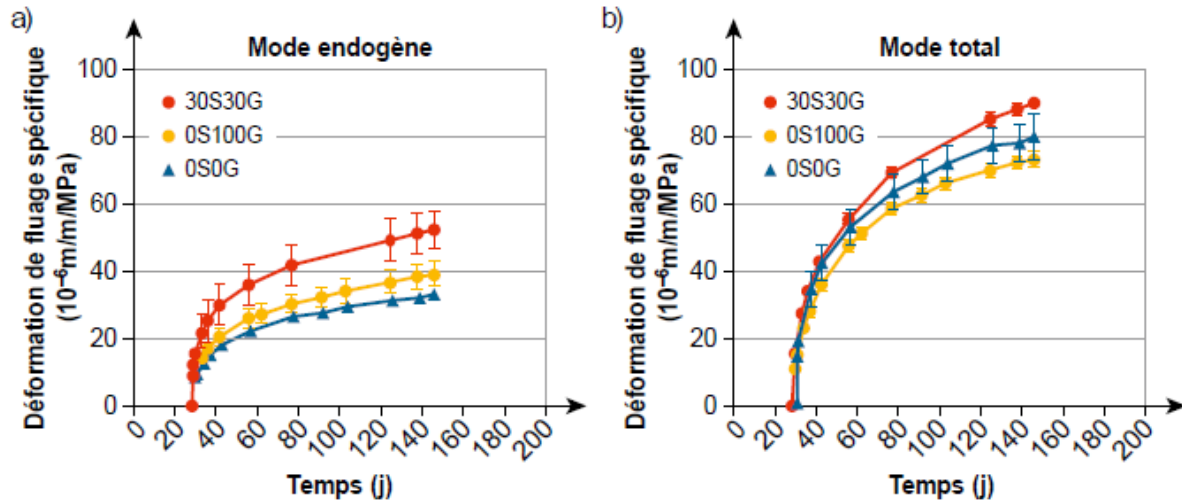 a)
Mode endogène
Déformation de fluage spécifique
(10⁻⁶m/m/MPa)
100
80
60
40
20
0
30S30G
0S100G
0S0G
0
20
40
60
80
100
120
140
160
180
200
Temps (j)
b)
Mode total
Déformation de fluage spécifique
(10⁻⁶m/m/MPa)
100
80
60
40
20
0
30S30G
0S100G
0S0G
0
20
40
60
80
100
120
140
160
180
200
Temps (j)